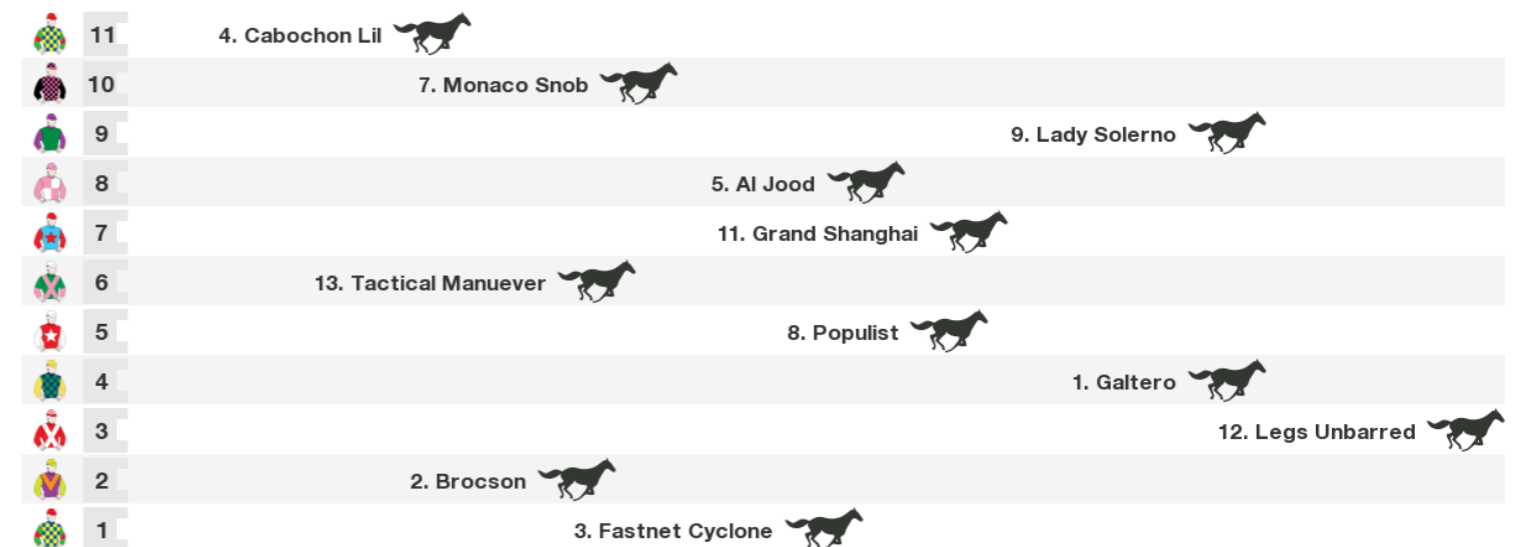 11 4. Cabochon Lil
10 7. Monaco Snob
9 9. Lady Solerno
8 5. Al Jood
7 11. Grand Shanghai
6 13. Tactical Manuever
5 8. Populist
4 1. Galtero
3 12. Legs Unbarred
2 2. Brocson
1 3. Fastnet Cyclone